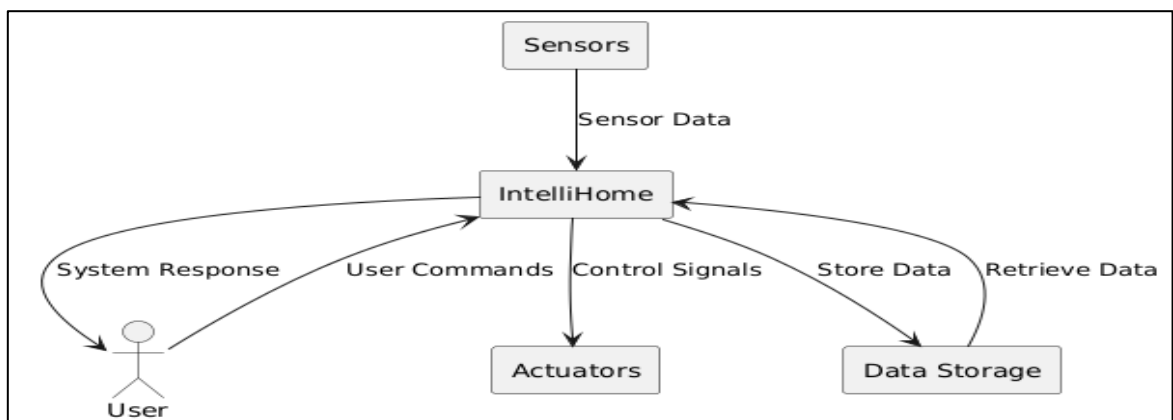 Sensors
Sensor Data
IntelliHome
System Response
User Commands
Control Signals
Store Data
Retrieve Data
Actuators
Data Storage
User